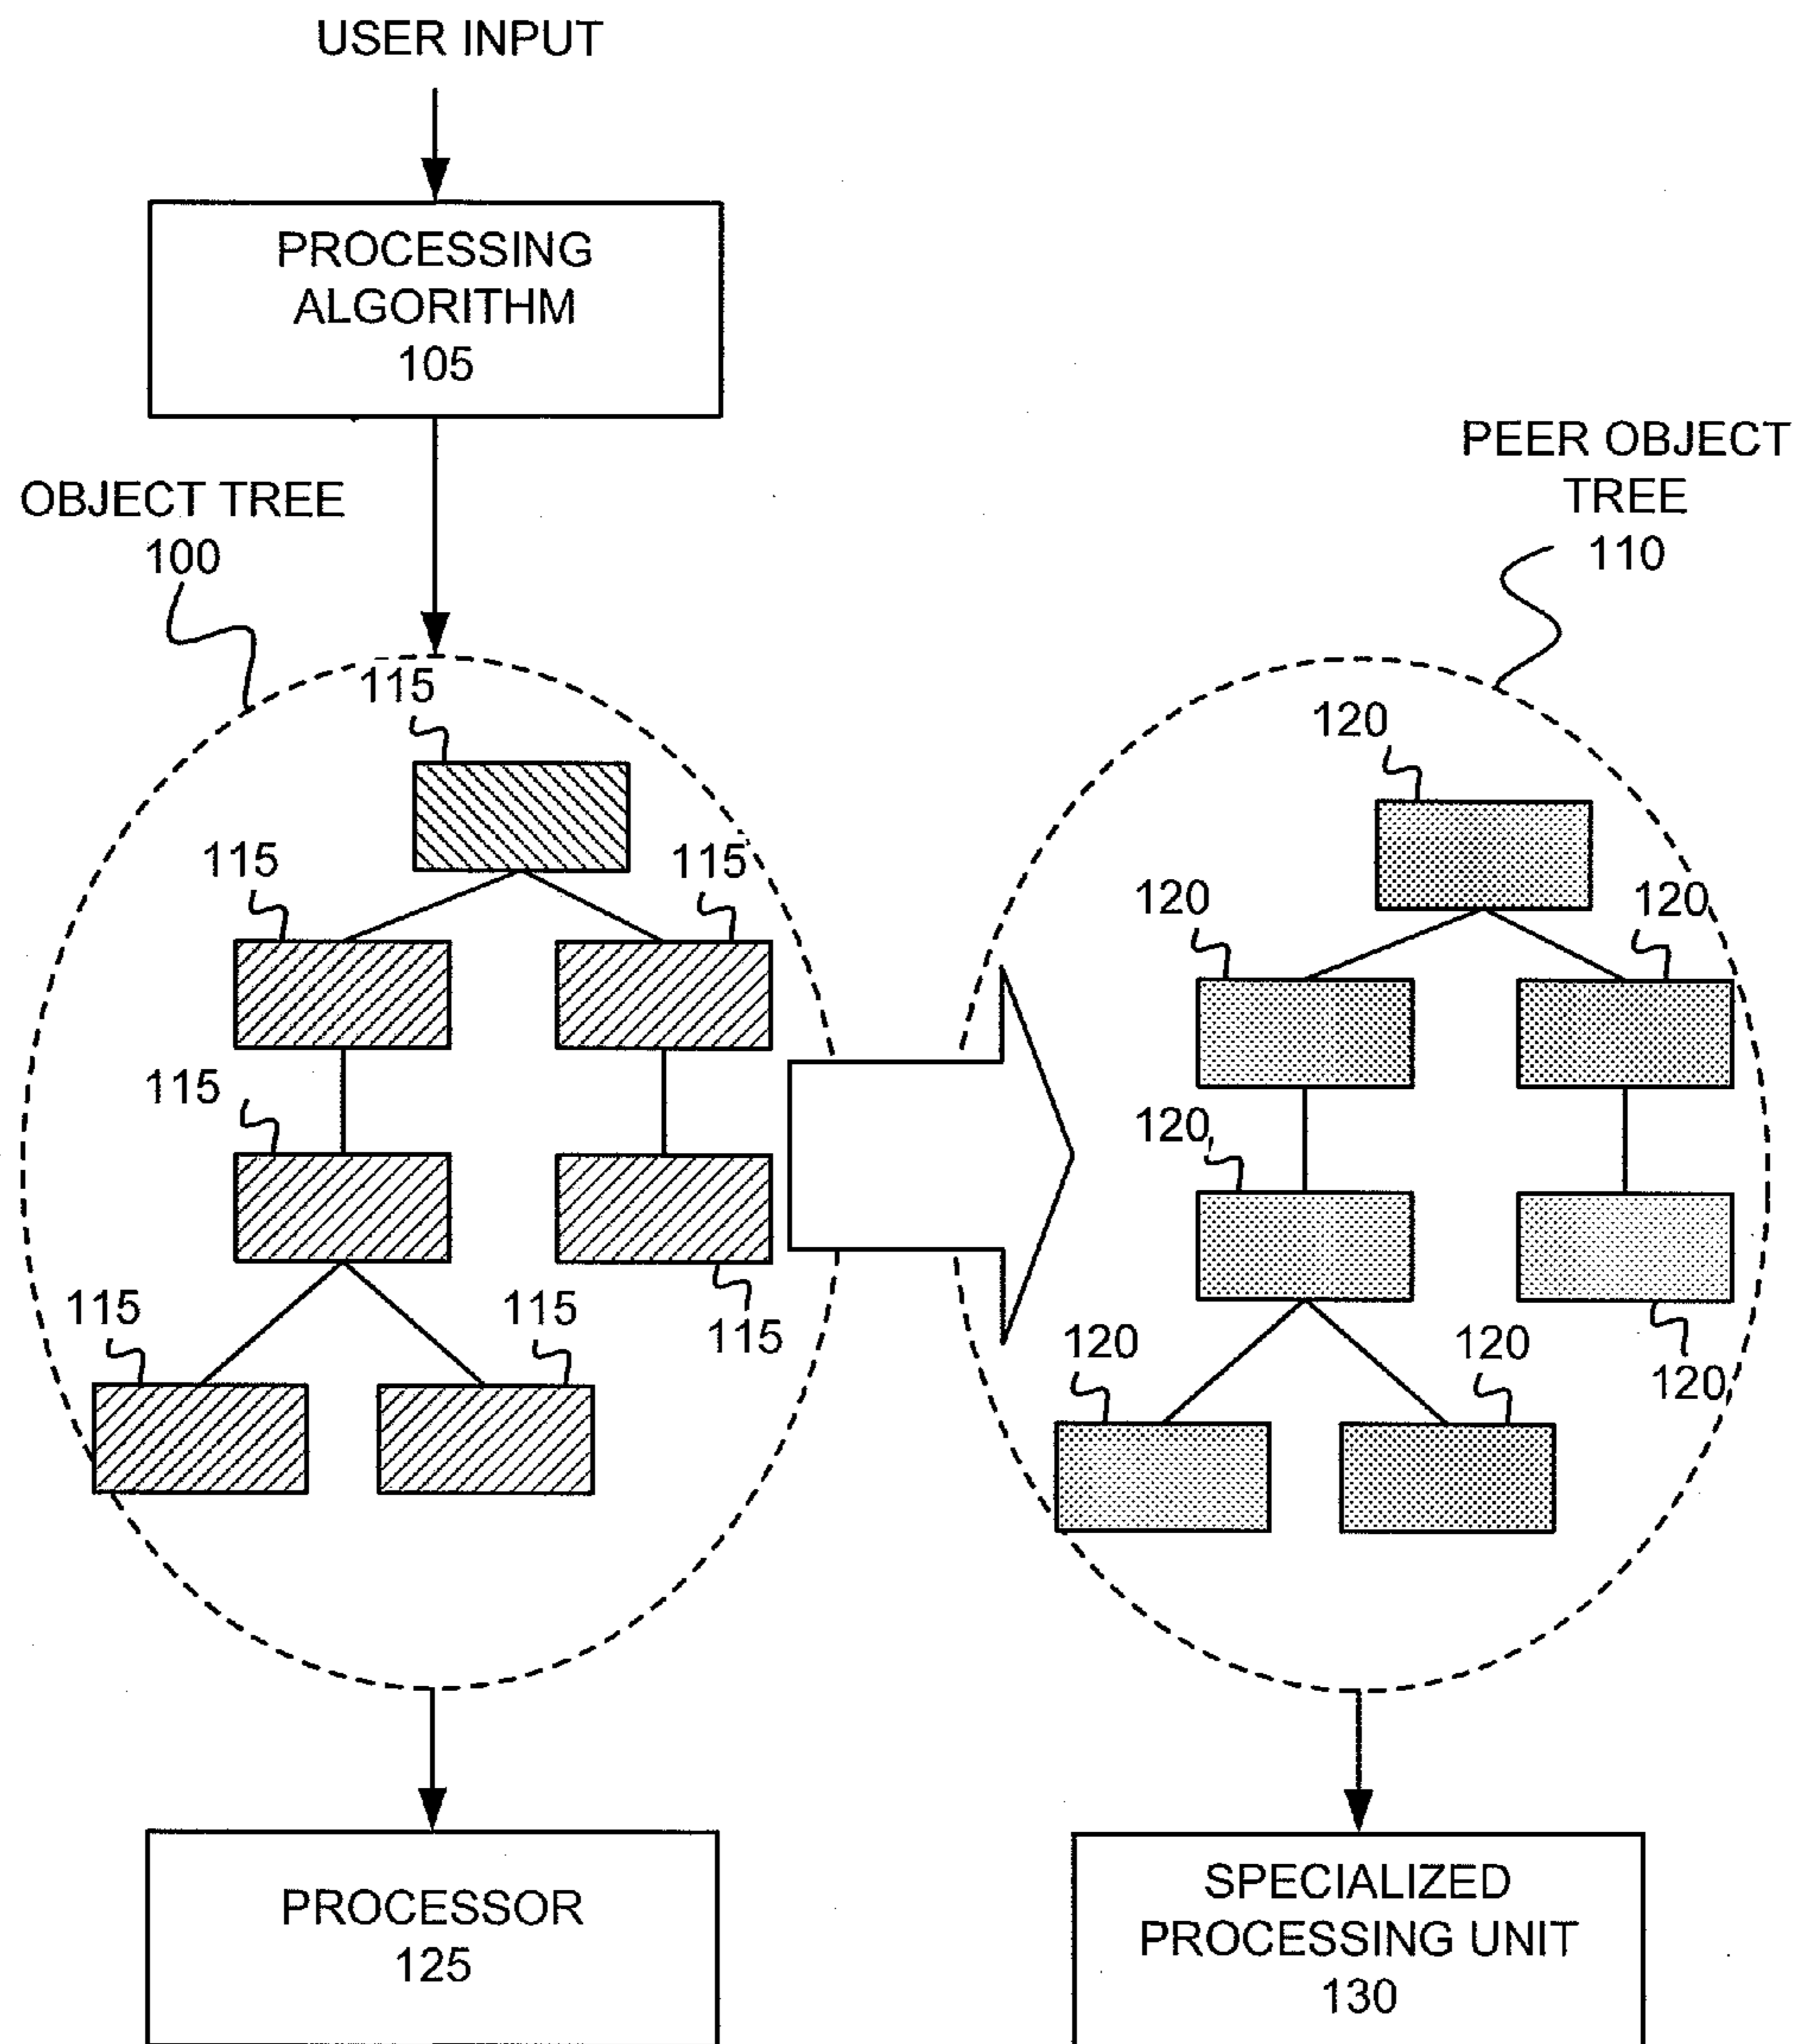 USER INPUT
PROCESSING
ALGORITHM
105
PEER OBJECT
TREE
110
OBJECT TREE
100
115
120
115
115
120
120
115
120
115
115
115
120
120
120
PROCESSOR
125
SPECIALIZED
PROCESSING UNIT
130